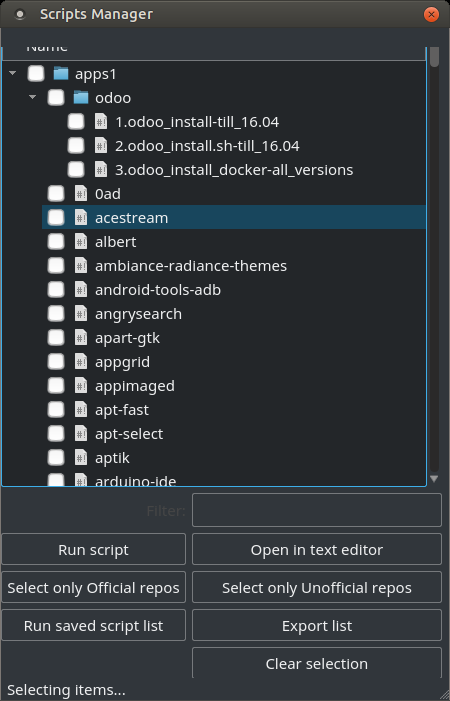 Scripts Manager
Name
apps1
odoo
1.odoo_install-till_16.04
2.odoo_install.sh-till_16.04
3.odoo_install_docker-all_versions
0ad
acestream
albert
ambiance-radiance-themes
android-tools-adb
angrysearch
apart-gtk
appgrid
appimaged
apt-fast
apt-select
aptik
arduino-ide
Filter:
Run script
Open in text editor
Select only Official repos
Select only Unofficial repos
Run saved script list
Export list
Clear selection
Selecting items...